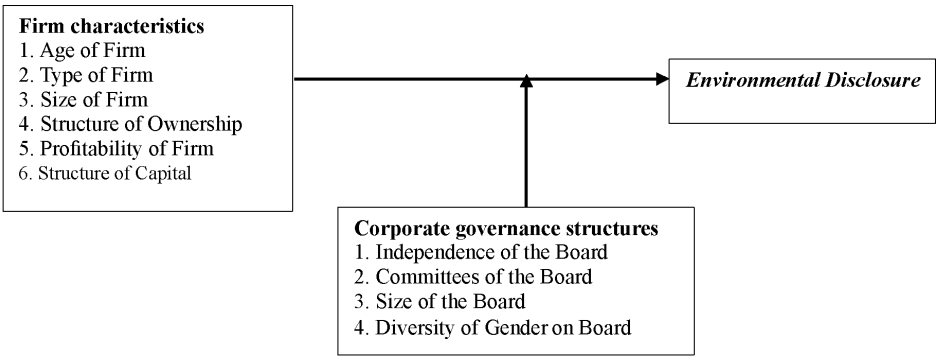 Firm characteristics
1. Age of Firm
2. Type of Firm
3. Size of Firm
4. Structure of Ownership
5. Profitability of Firm
6. Structure of Capital
Environmental Disclosure
Corporate governance structures
1. Independence of the Board
2. Committees of the Board
3. Size of the Board
4. Diversity of Gender on Board